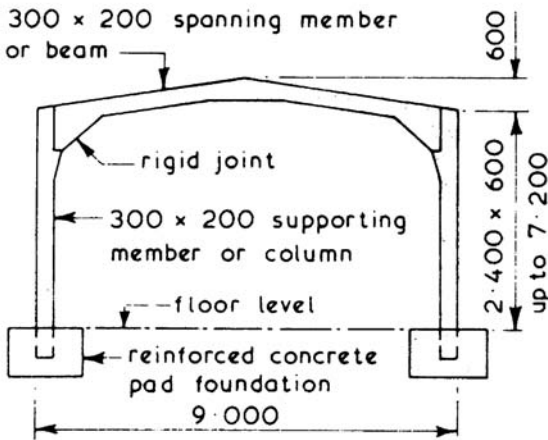 300 × 200 spanning member
or beam
600
rigid joint
300 × 200 supporting
member or column
2·400 × 600
up to 7·200
floor level
reinforced concrete
pad foundation
9·000